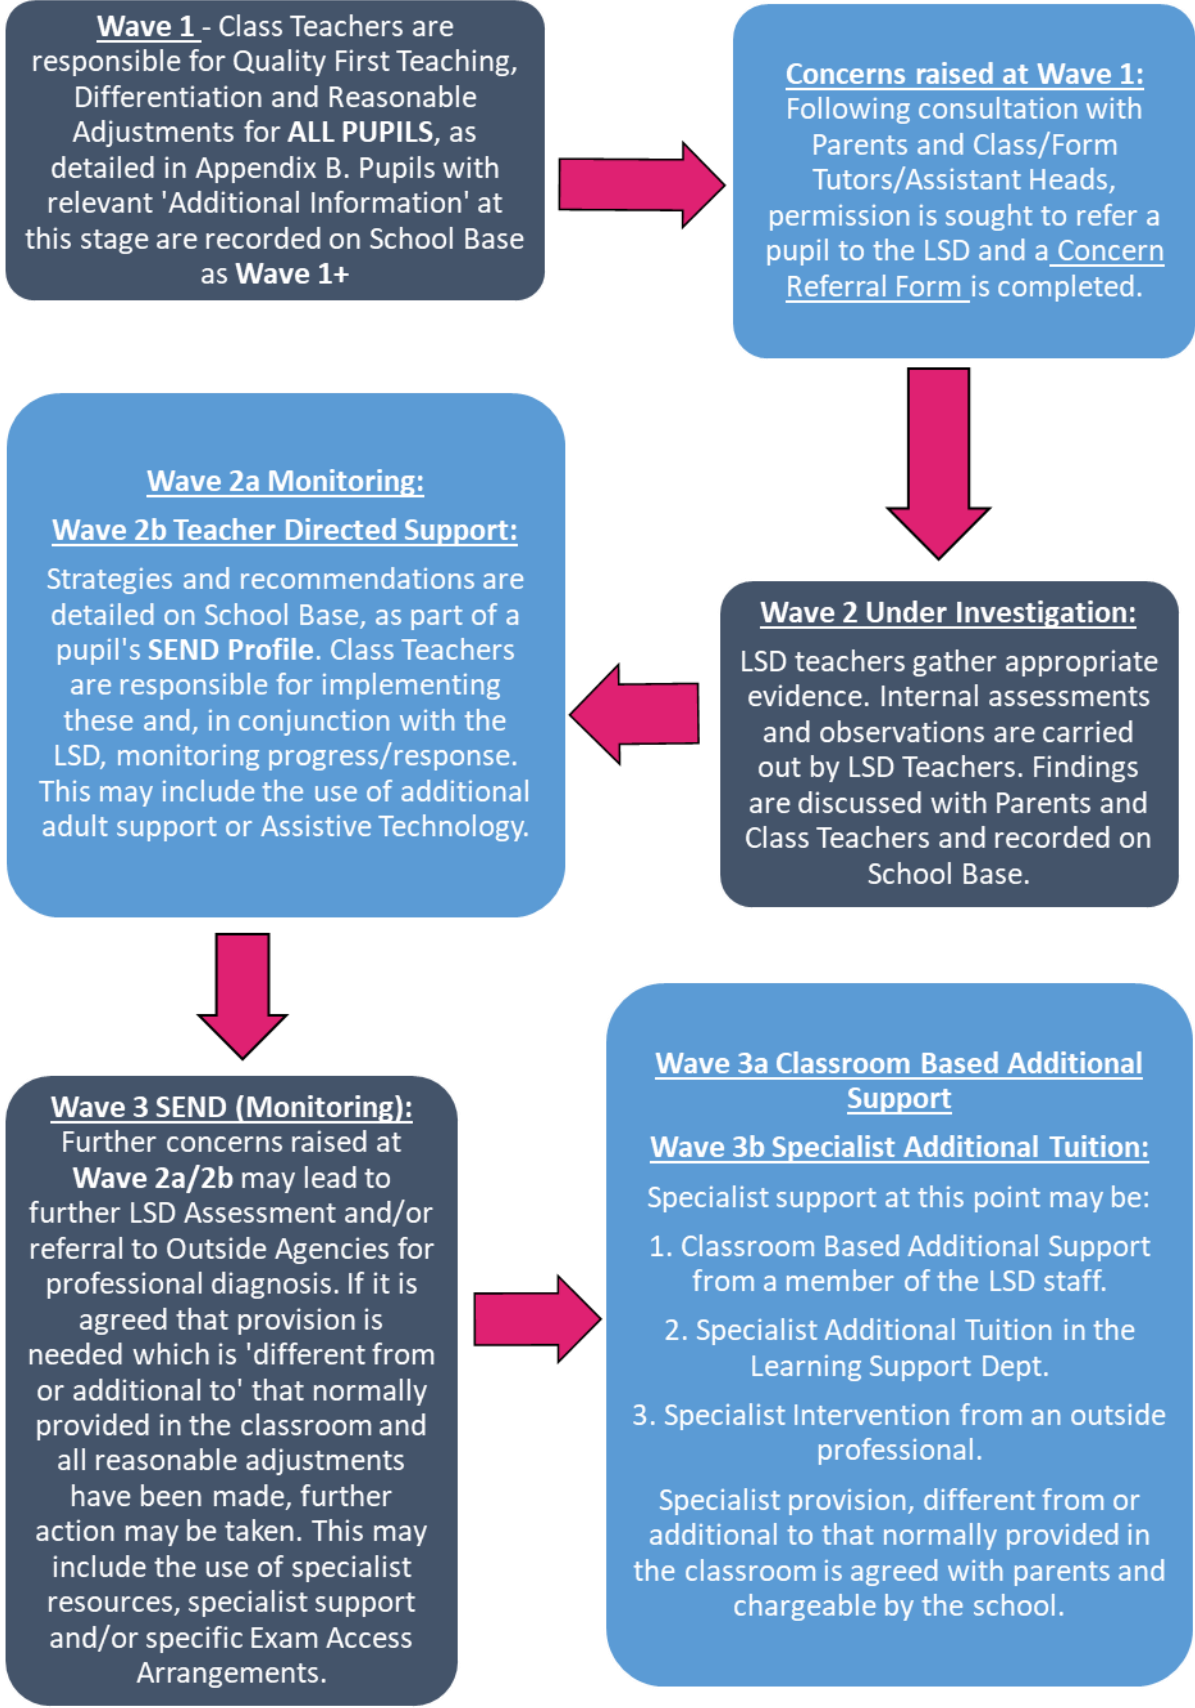 Wave 1 - Class Teachers are
responsible for Quality First Teaching,
Differentiation and Reasonable
Adjustments for ALL PUPILS, as
detailed in Appendix B. Pupils with
relevant 'Additional Information' at
this stage are recorded on School Base
as Wave 1+
Concerns raised at Wave 1:
Following consultation with
Parents and Class/Form
Tutors/Assistant Heads,
permission is sought to refer a
pupil to the LSD and a Concern
Referral Form is completed.
Wave 2 Under Investigation:
LSD teachers gather appropriate
evidence. Internal assessments
and observations are carried
out by LSD Teachers. Findings
are discussed with Parents and
Class Teachers and recorded on
School Base.
Wave 2a Monitoring:
Wave 2b Teacher Directed Support:
Strategies and recommendations are
detailed on School Base, as part of a
pupil's SEND Profile. Class Teachers
are responsible for implementing
these and, in conjunction with the
LSD, monitoring progress/response.
This may include the use of additional
adult support or Assistive Technology.
Wave 3 SEND (Monitoring):
Further concerns raised at
Wave 2a/2b may lead to
further LSD Assessment and/or
referral to Outside Agencies for
professional diagnosis. If it is
agreed that provision is
needed which is 'different from
or additional to' that normally
provided in the classroom and
all reasonable adjustments
have been made, further
action may be taken. This may
include the use of specialist
resources, specialist support
and/or specific Exam Access
Arrangements.
Wave 3a Classroom Based Additional
Support
Wave 3b Specialist Additional Tuition:
Specialist support at this point may be:
1. Classroom Based Additional Support
from a member of the LSD staff.
2. Specialist Additional Tuition in the
Learning Support Dept.
3. Specialist Intervention from an outside
professional.
Specialist provision, different from or
additional to that normally provided in
the classroom is agreed with parents and
chargeable by the school.